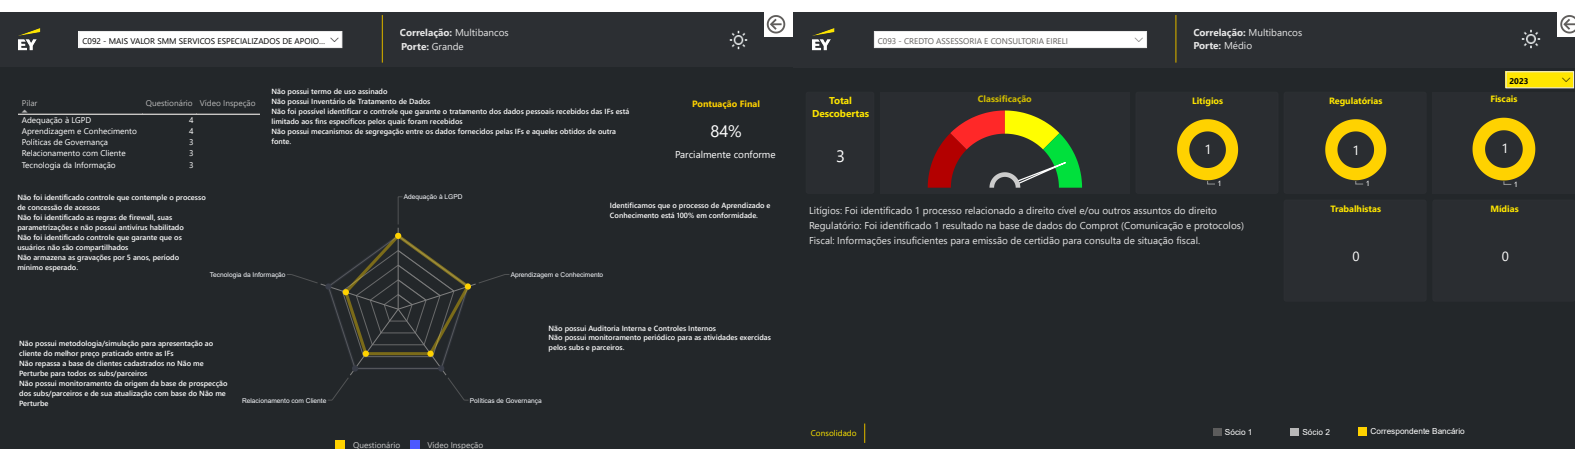 EY
C092 - MAIS VALOR SMM SERVICOS ESPECIALIZADOS DE APOIO...
Correlação: Multibancos
Porte: Grande
Pilar Questionário Vídeo Inspeção
Adequação à LGPD 4
Aprendizagem e Conhecimento 4
Políticas de Governança 3
Relacionamento com Cliente 3
Tecnologia da Informação 3
Não possui termo de uso assinado
Não possui Inventário de Tratamento de Dados
Não foi possível identificar o controle que garante o tratamento dos dados pessoais recebidos das IFs está
limitado aos fins específicos pelos quais foram recebidos
Não possui mecanismos de segregação entre os dados fornecidos pelas IFs e aqueles obtidos de outra
fonte.
Pontuação Final
84%
Parcialmente conforme
Não foi identificado controle que contemple o processo
de concessão de acessos
Não foi identificado as regras de firewall, suas
parametrizações e não possui antivírus habilitado
Não foi identificado controle que garante que os
usuários não são compartilhados
Não armazena as gravações por 5 anos, período
mínimo esperado.
Identificamos que o processo de Aprendizado e
Conhecimento está 100% em conformidade.
Adequação à LGPD
Tecnologia da Informação
Aprendizagem e Conhecimento
Não possui Auditoria Interna e Controles Internos
Não possui monitoramento periódico para as atividades exercidas
pelos subs e parceiros.
Não possui metodologia/simulação para apresentação ao
cliente do melhor preço praticado entre as IFs
Não repassa a base de clientes cadastrados no Não me
Perturbe para todos os subs/parceiros
Não possui monitoramento da origem da base de prospecção
dos subs/parceiros e de sua atualização com base do Não me
Perturbe
Relacionamento com Cliente
Políticas de Governança
Questionário
Vídeo Inspeção
EY
C093 - CREDTO ASSESSORIA E CONSULTORIA EIRELI
Correlação: Multibancos
Porte: Médio
2023
Total
Descobertas
3
Classificação
Litígios
1
1
Regulatórias
1
1
Fiscais
1
1
Litígios: Foi identificado 1 processo relacionado a direito cível e/ou outros assuntos do direito
Regulatório: Foi identificado 1 resultado na base de dados do Comprot (Comunicação e protocolos)
Fiscal: Informações insuficientes para emissão de certidão para consulta de situação fiscal.
Trabalhistas
0
Mídias
0
Consolidado
Sócio 1
Sócio 2
Correspondente Bancário